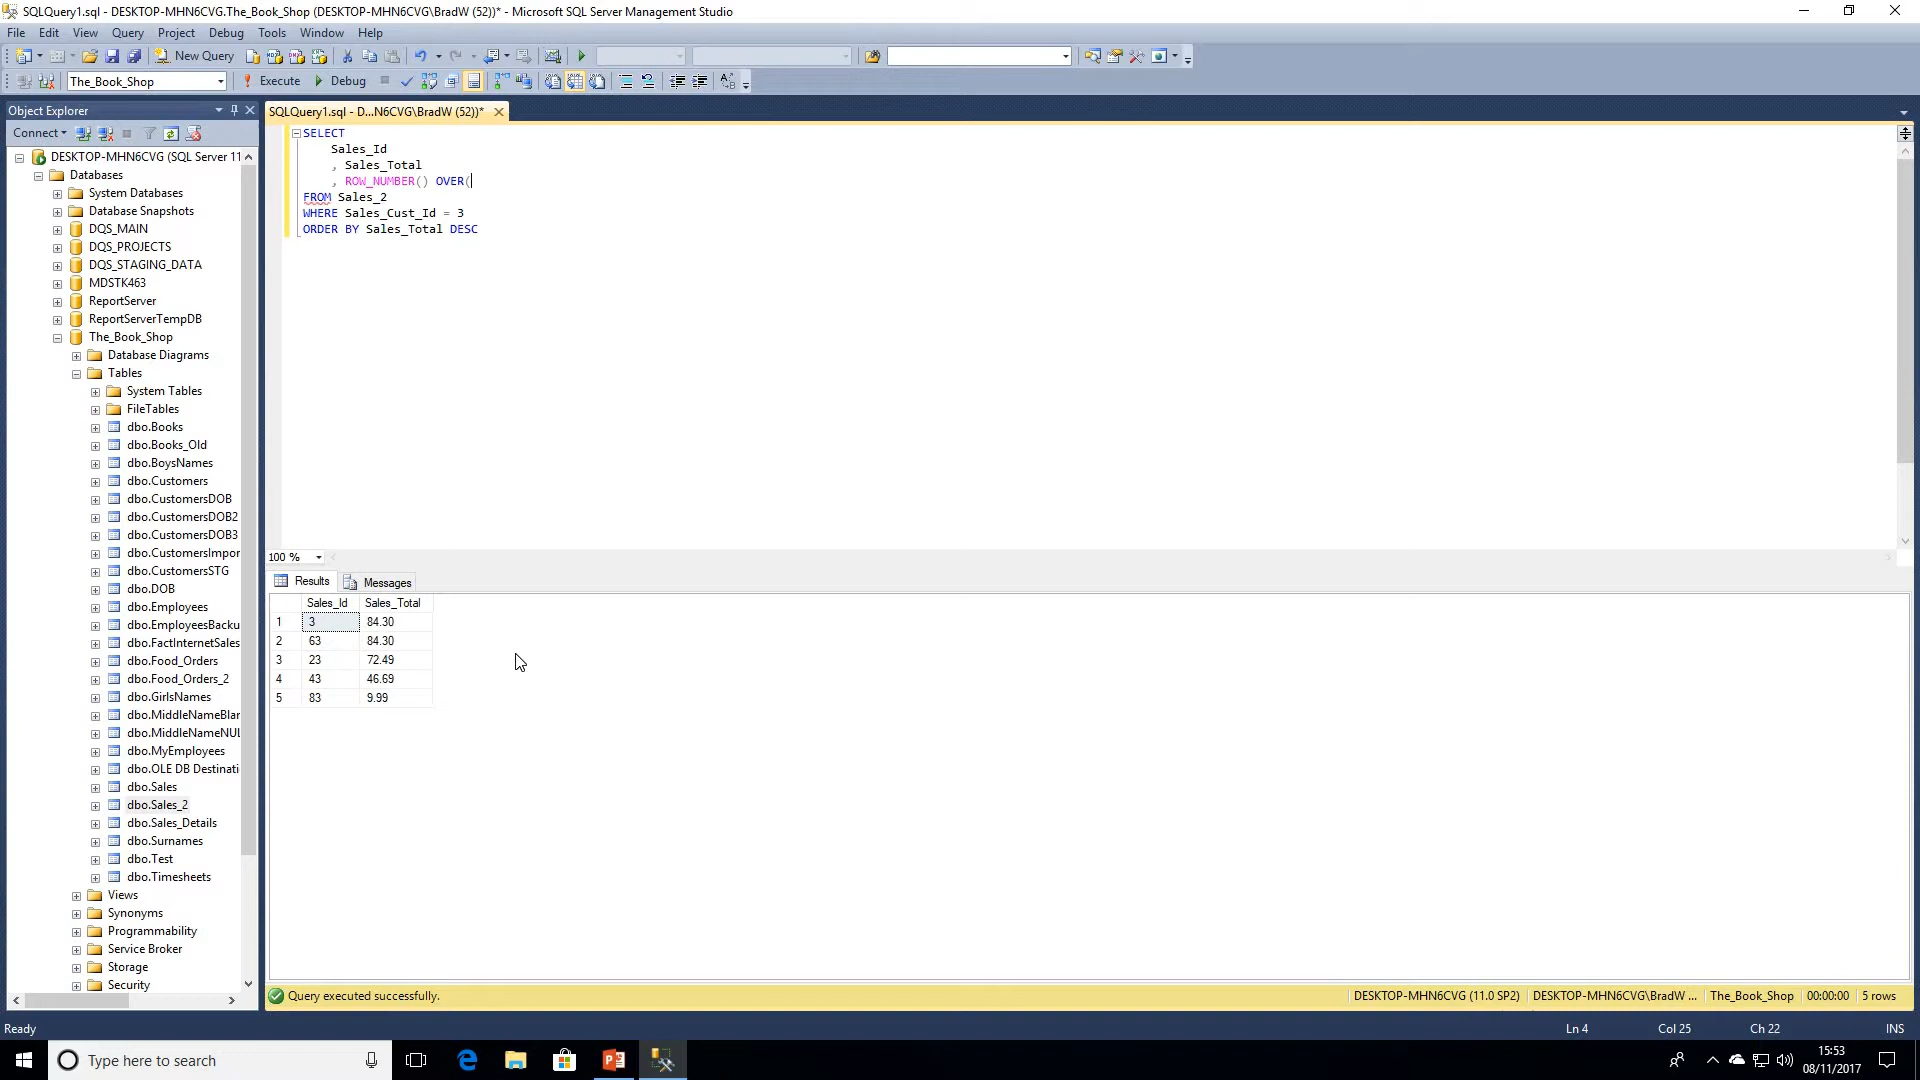 SQLQuery1.sql - DESKTOP-MHN6CVG.The_Book_Shop (DESKTOP-MHN6CVG\BradW (52))* - Microsoft SQL Server Management Studio
File Edit View Query Project Debug Tools Window Help
New Query
The_Book_Shop Execute Debug
Object Explorer
Connect
DESKTOP-MHN6CVG (SQL Server 11
Databases
System Databases
Database Snapshots
DQS_MAIN
DQS_PROJECTS
DQS_STAGING_DATA
MDSTK463
ReportServer
ReportServerTempDB
The_Book_Shop
Database Diagrams
Tables
System Tables
FileTables
dbo.Books
dbo.Books_Old
dbo.BoysNames
dbo.Customers
dbo.CustomersDOB
dbo.CustomersDOB2
dbo.CustomersDOB3
dbo.CustomersImpor
dbo.CustomersSTG
dbo.DOB
dbo.Employees
dbo.EmployeesBacku
dbo.FactInternetSales
dbo.Food_Orders
dbo.Food_Orders_2
dbo.GirlsNames
dbo.MiddleNameBlar
dbo.MiddleNameNUL
dbo.MyEmployees
dbo.OLE DB Destinati
dbo.Sales
dbo.Sales_2
dbo.Sales_Details
dbo.Surnames
dbo.Test
dbo.Timesheets
Views
Synonyms
Programmability
Service Broker
Storage
Security
SQLQuery1.sql - D...N6CVG\BradW (52))*
SELECT
Sales_Id
, Sales_Total
, ROW_NUMBER() OVER(
FROM Sales_2
WHERE Sales_Cust_Id = 3
ORDER BY Sales_Total DESC
100 %
Results Messages
Sales_Id Sales_Total
1 3 84.30
2 63 84.30
3 23 72.49
4 43 46.69
5 83 9.99
Query executed successfully. DESKTOP-MHN6CVG (11.0 SP2) DESKTOP-MHN6CVG\BradW ... The_Book_Shop 00:00:00 5 rows
Ready Ln 4 Col 25 Ch 22 INS
Type here to search
15:53
08/11/2017